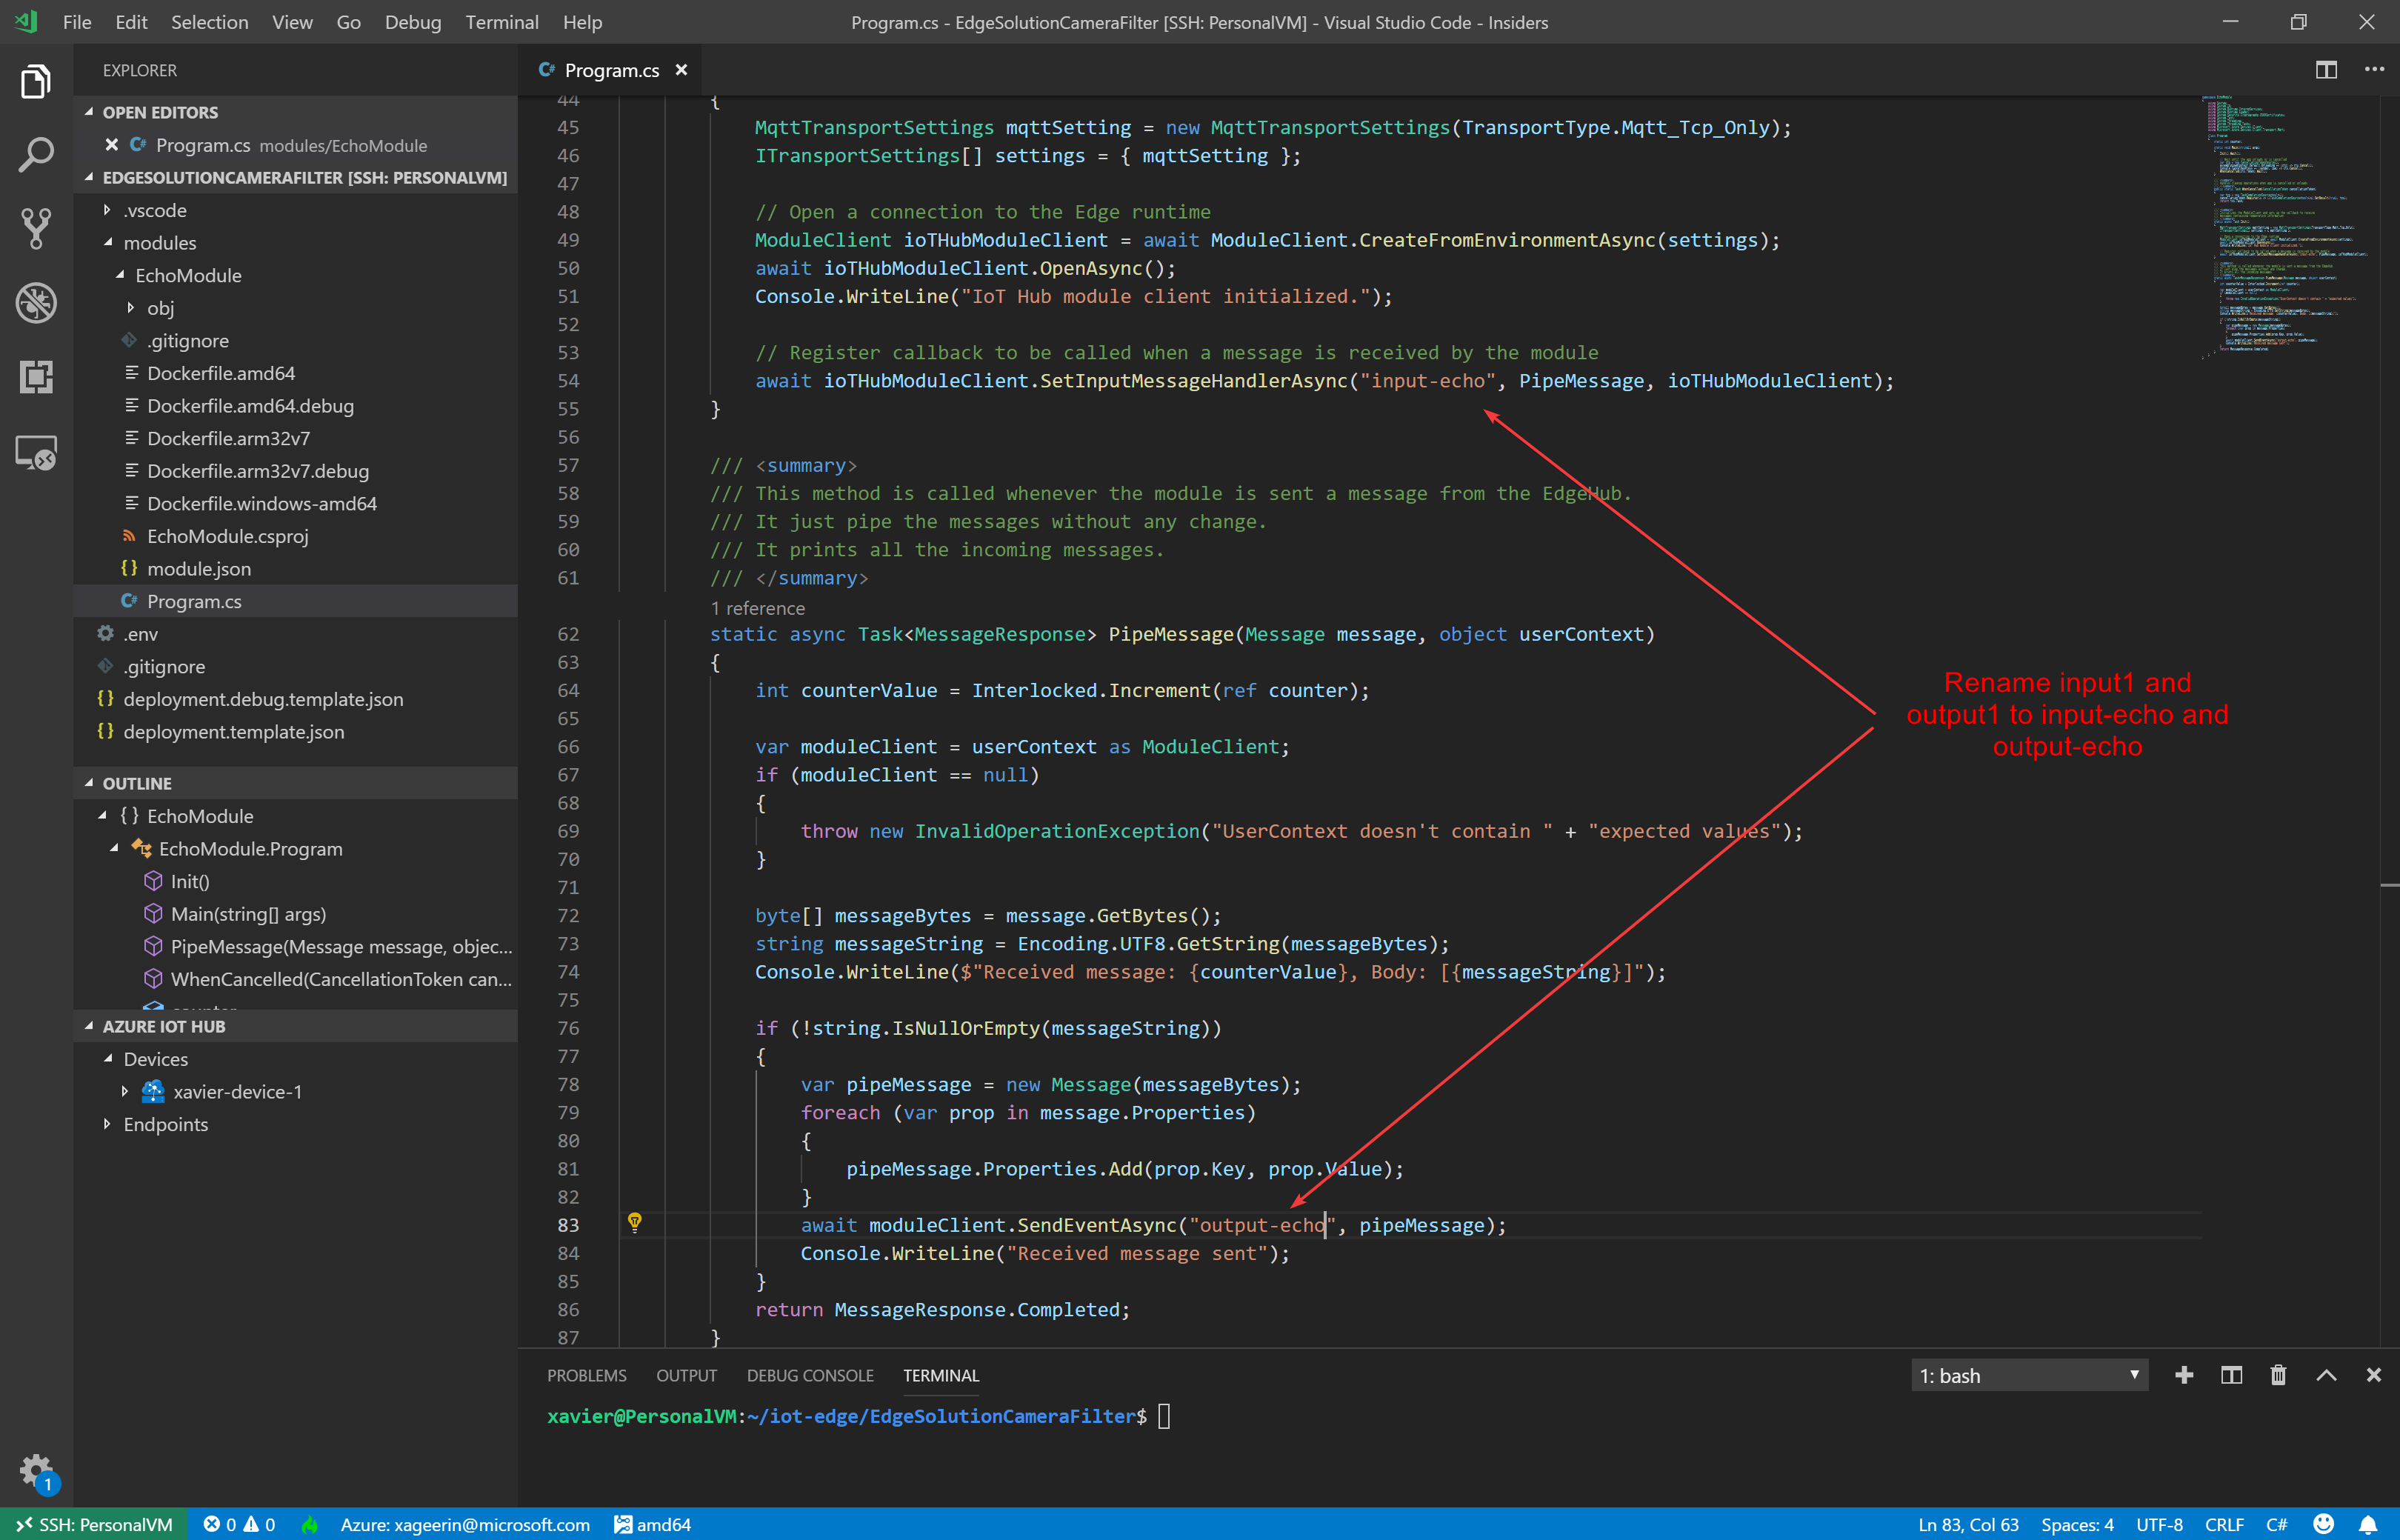 File Edit Selection View Go Debug Terminal Help
Program.cs - EdgeSolutionCameraFilter [SSH: PersonalVM] - Visual Studio Code - Insiders
EXPLORER
OPEN EDITORS
Program.cs modules/EchoModule
EDGESOLUTIONCAMERAFILTER [SSH: PERSONALVM]
.vscode
modules
EchoModule
obj
.gitignore
Dockerfile.amd64
Dockerfile.amd64.debug
Dockerfile.arm32v7
Dockerfile.arm32v7.debug
Dockerfile.windows-amd64
EchoModule.csproj
module.json
Program.cs
.env
.gitignore
deployment.debug.template.json
deployment.template.json
OUTLINE
EchoModule
EchoModule.Program
Init()
Main(string[] args)
PipeMessage(Message message, objec...
WhenCancelled(CancellationToken can...
AZURE IOT HUB
Devices
xavier-device-1
Endpoints
Program.cs
44 {
45 MqttTransportSettings mqttSetting = new MqttTransportSettings(TransportType.Mqtt_Tcp_Only);
46 ITransportSettings[] settings = { mqttSetting };
47
48 // Open a connection to the Edge runtime
49 ModuleClient ioTHubModuleClient = await ModuleClient.CreateFromEnvironmentAsync(settings);
50 await ioTHubModuleClient.OpenAsync();
51 Console.WriteLine("IoT Hub module client initialized.");
52
53 // Register callback to be called when a message is received by the module
54 await ioTHubModuleClient.SetInputMessageHandlerAsync("input-echo", PipeMessage, ioTHubModuleClient);
55 }
56
57 /// <summary>
58 /// This method is called whenever the module is sent a message from the EdgeHub.
59 /// It just pipe the messages without any change.
60 /// It prints all the incoming messages.
61 /// </summary>
1 reference
62 static async Task<MessageResponse> PipeMessage(Message message, object userContext)
63 {
64 int counterValue = Interlocked.Increment(ref counter);
65
66 var moduleClient = userContext as ModuleClient;
67 if (moduleClient == null)
68 {
69 throw new InvalidOperationException("UserContext doesn't contain " + "expected values");
70 }
71
72 byte[] messageBytes = message.GetBytes();
73 string messageString = Encoding.UTF8.GetString(messageBytes);
74 Console.WriteLine($"Received message: {counterValue}, Body: [{messageString}]");
75
76 if (!string.IsNullOrEmpty(messageString))
77 {
78 var pipeMessage = new Message(messageBytes);
79 foreach (var prop in message.Properties)
80 {
81 pipeMessage.Properties.Add(prop.Key, prop.Value);
82 }
83 await moduleClient.SendEventAsync("output-echo", pipeMessage);
84 Console.WriteLine("Received message sent");
85 }
86 return MessageResponse.Completed;
87 }
Rename input1 and
output1 to input-echo and
output-echo
PROBLEMS OUTPUT DEBUG CONSOLE TERMINAL
1: bash
xavier@PersonalVM:~/iot-edge/EdgeSolutionCameraFilter$
1
SSH: PersonalVM 0 0 Azure: xageerin@microsoft.com amd64 Ln 83, Col 63 Spaces: 4 UTF-8 CRLF C#